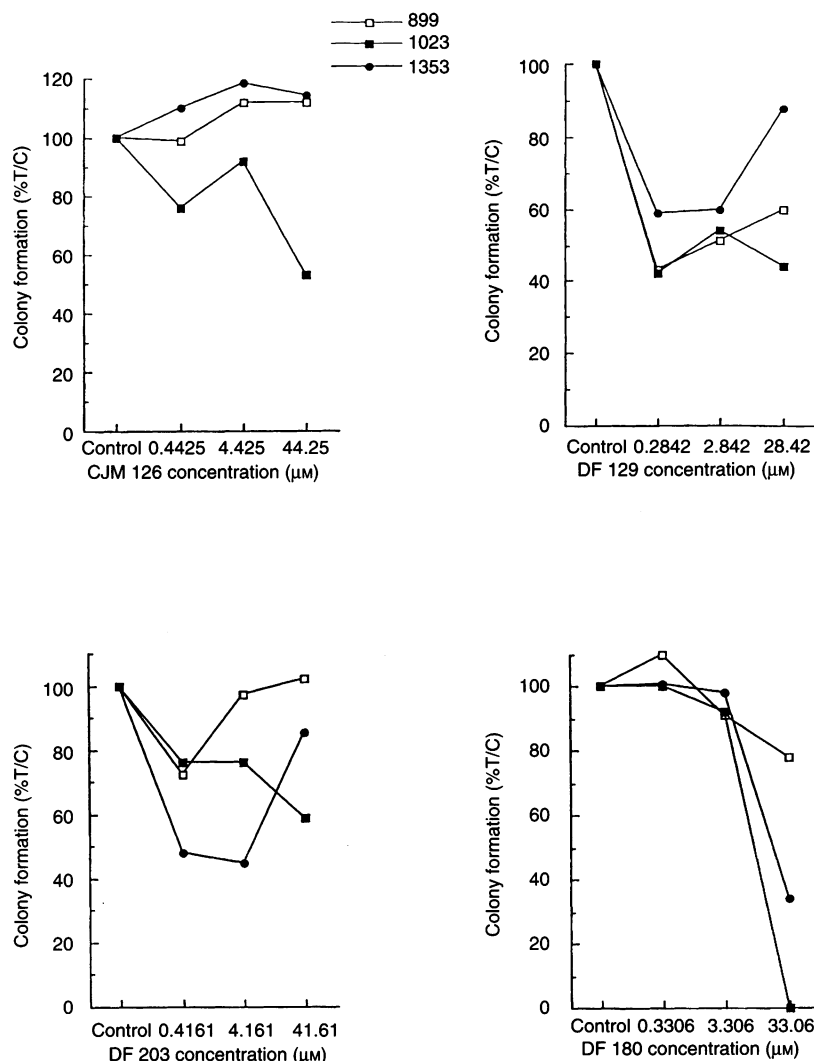 899
1023
1353
Colony formation (%T/C)
120
100
80
60
40
20
0
Control 0.4425 4.425 44.25
CJM 126 concentration (μM)
Colony formation (%T/C)
100
80
60
40
20
0
Control 0.2842 2.842 28.42
DF 129 concentration (μM)
Colony formation (%T/C)
100
80
60
40
20
0
Control 0.4161 4.161 41.61
DF 203 concentration (μM)
Colony formation (%T/C)
100
80
60
40
20
0
Control 0.3306 3.306 33.06
DF 180 concentration (μM)